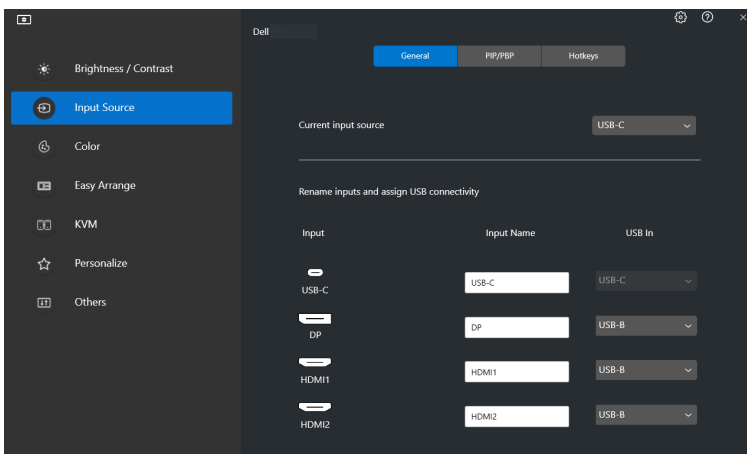 Dell
General PIP/PBP Hotkeys
Brightness / Contrast
Input Source
Color
Easy Arrange
KVM
Personalize
Others
Current input source USB-C
Rename inputs and assign USB connectivity
Input Input Name USB In
USB-C USB-C USB-C
DP DP USB-B
HDMI1 HDMI1 USB-B
HDMI2 HDMI2 USB-B